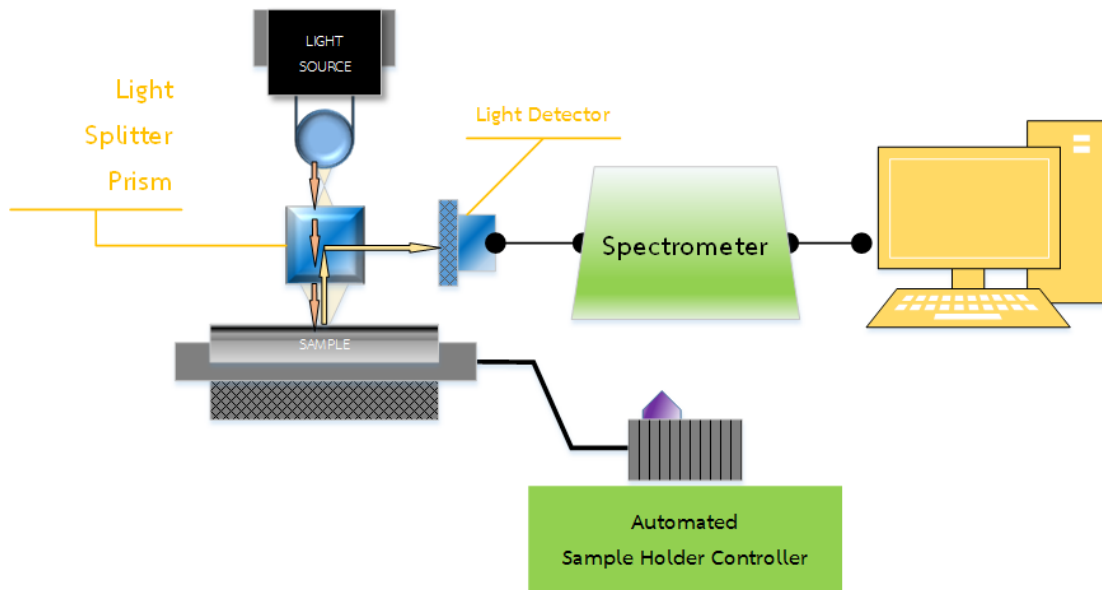 LIGHT
SOURCE
Light
Splitter
Prism
Light Detector
Spectrometer
SAMPLE
Automated
Sample Holder Controller